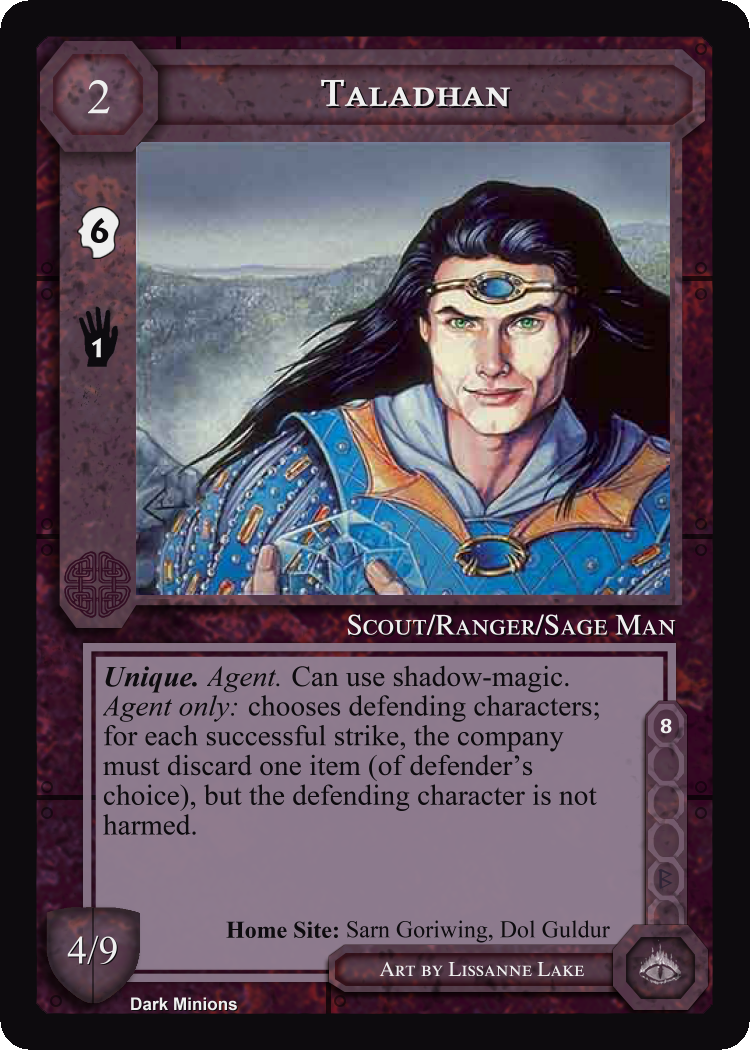 2
Taladhan
6
1
Scout/Ranger/Sage Man
Unique. Agent. Can use shadow-magic.
Agent only: chooses defending characters;
for each successful strike, the company
must discard one item (of defender's
choice), but the defending character is not
harmed.
8
Home Site: Sarn Goriwing, Dol Guldur
4/9
Art by Lissanne Lake
Dark Minions